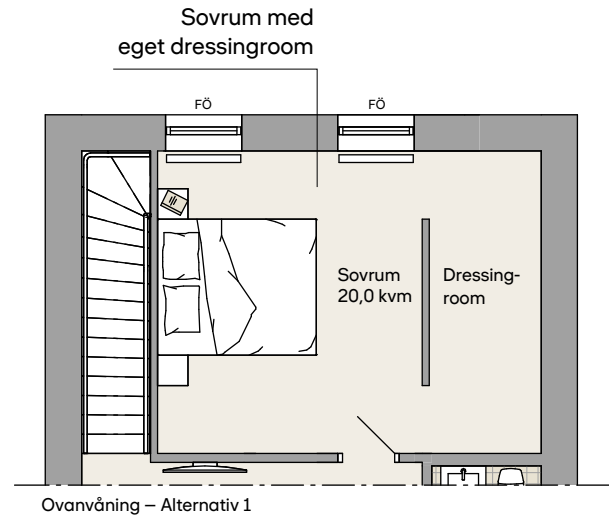 Sovrum med
eget dressingroom
FÖ
FÖ
Sovrum
20,0 kvm
Dressing-
room
Ovanvåning – Alternativ 1